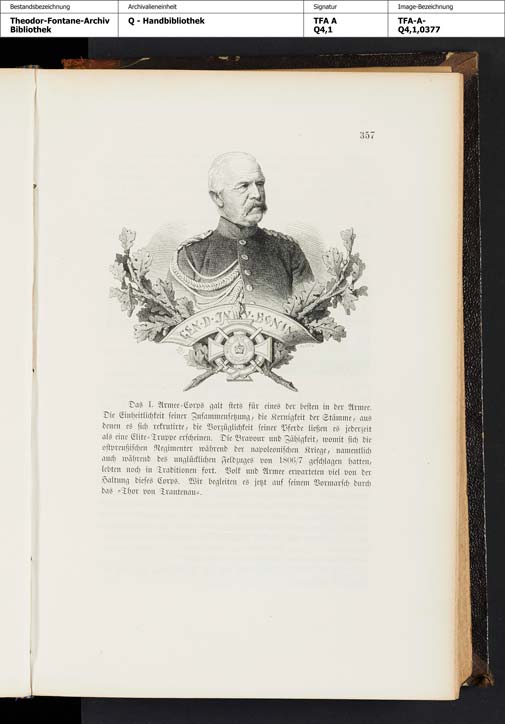 Bestandsbezeichnung
Archivalieneinheit
Signatur
Image-Bezeichnung
Theodor-Fontane-Archiv
Bibliothek
Q - Handbibliothek
TFA A
Q4,1
TFA-A-
Q4,1,0377
357
GEN. D. INF. V. BONIN
Das I. Armee-Corps galt stets für eines der besten in der Armee.
Die Einheitlichkeit seiner Zusammensetzung, die Kernigkeit der Stämme, aus
denen es sich rekrutirte, die Vorzüglichkeit seiner Pferde ließen es jederzeit
als eine Elite-Truppe erscheinen. Die Bravour und Zähigkeit, womit sich die
ostpreußischen Regimenter während der napoleonischen Kriege, namentlich
auch während des unglücklichen Feldzuges von 1806/7 geschlagen hatten,
lebten noch in Traditionen fort. Volk und Armee erwarteten viel von der
Haltung dieses Corps. Wir begleiten es jetzt auf seinem Vormarsch durch
das »Thor von Trautenau«.